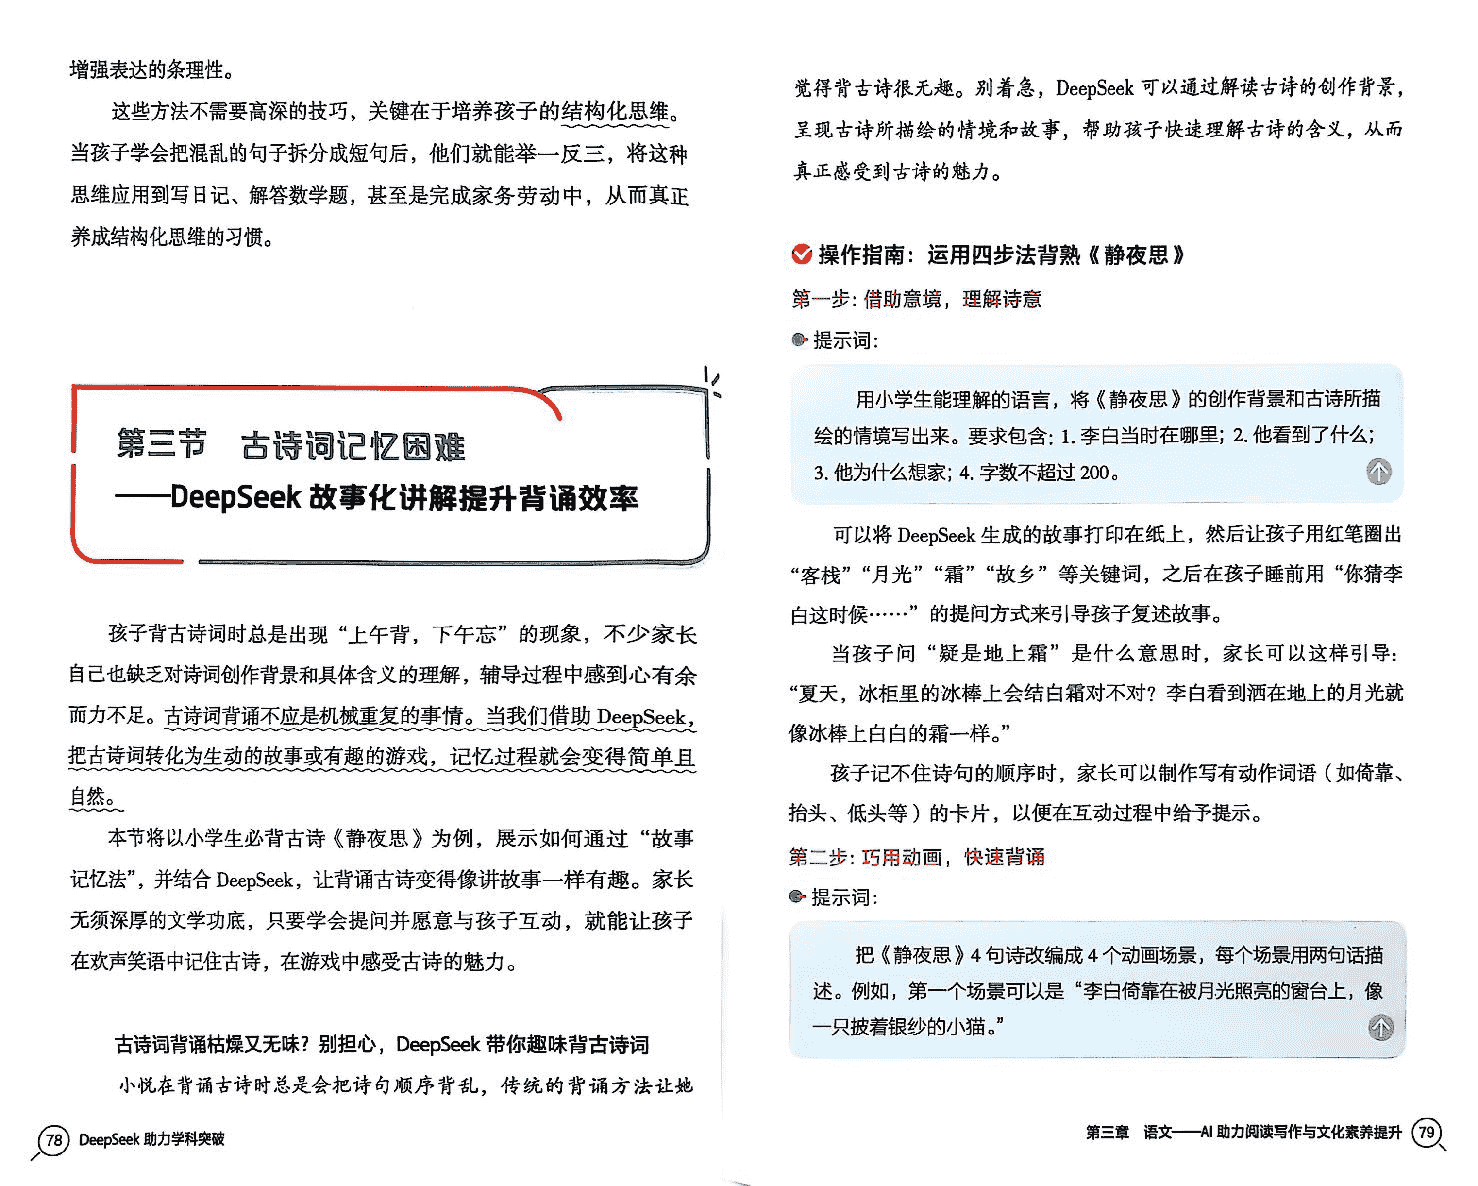 增强表达的条理性。
这些方法不需要高深的技巧，关键在于培养孩子的结构化思维。
当孩子学会把混乱的句子拆分成短句后，他们就能举一反三，将这种
思维应用到写日记、解答数学题，甚至是完成家务劳动中，从而真正
养成结构化思维的习惯。
第三节　古诗词记忆困难
——DeepSeek 故事化讲解提升背诵效率
孩子背古诗词时总是出现“上午背，下午忘”的现象，不少家长
自己也缺乏对诗词创作背景和具体含义的理解，辅导过程中感到心有余
而力不足。古诗词背诵不应是机械重复的事情。当我们借助 DeepSeek，
把古诗词转化为生动的故事或有趣的游戏，记忆过程就会变得简单且
自然。
本节将以小学生必背古诗《静夜思》为例，展示如何通过“故事
记忆法”，并结合 DeepSeek，让背诵古诗变得像讲故事一样有趣。家长
无须深厚的文学功底，只要学会提问并愿意与孩子互动，就能让孩子
在欢声笑语中记住古诗，在游戏中感受古诗的魅力。
古诗词背诵枯燥又无味？别担心，DeepSeek 带你趣味背古诗词
小悦在背诵古诗时总是会把诗句顺序背乱，传统的背诵方法让她
78 DeepSeek 助力学科突破
觉得背古诗很无趣。别着急，DeepSeek 可以通过解读古诗的创作背景，
呈现古诗所描绘的情境和故事，帮助孩子快速理解古诗的含义，从而
真正感受到古诗的魅力。
操作指南：运用四步法背熟《静夜思》
第一步：借助意境，理解诗意
提示词：
用小学生能理解的语言，将《静夜思》的创作背景和古诗所描
绘的情境写出来。要求包含：1. 李白当时在哪里；2. 他看到了什么；
3. 他为什么想家；4. 字数不超过 200。
可以将 DeepSeek 生成的故事打印在纸上，然后让孩子用红笔圈出
“客栈”“月光”“霜”“故乡”等关键词，之后在孩子睡前用“你猜李
白这时候……”的提问方式来引导孩子复述故事。
当孩子问“疑是地上霜”是什么意思时，家长可以这样引导：
“夏天，冰柜里的冰棒上会结白霜对不对？李白看到洒在地上的月光就
像冰棒上白白的霜一样。”
孩子记不住诗句的顺序时，家长可以制作写有动作词语（如倚靠、
抬头、低头等）的卡片，以便在互动过程中给予提示。
第二步：巧用动画，快速背诵
提示词：
把《静夜思》4 句诗改编成 4 个动画场景，每个场景用两句话描
述。例如，第一个场景可以是“李白倚靠在被月光照亮的窗台上，像
一只披着银纱的小猫。”
第三章　语文——AI 助力阅读写作与文化素养提升 79